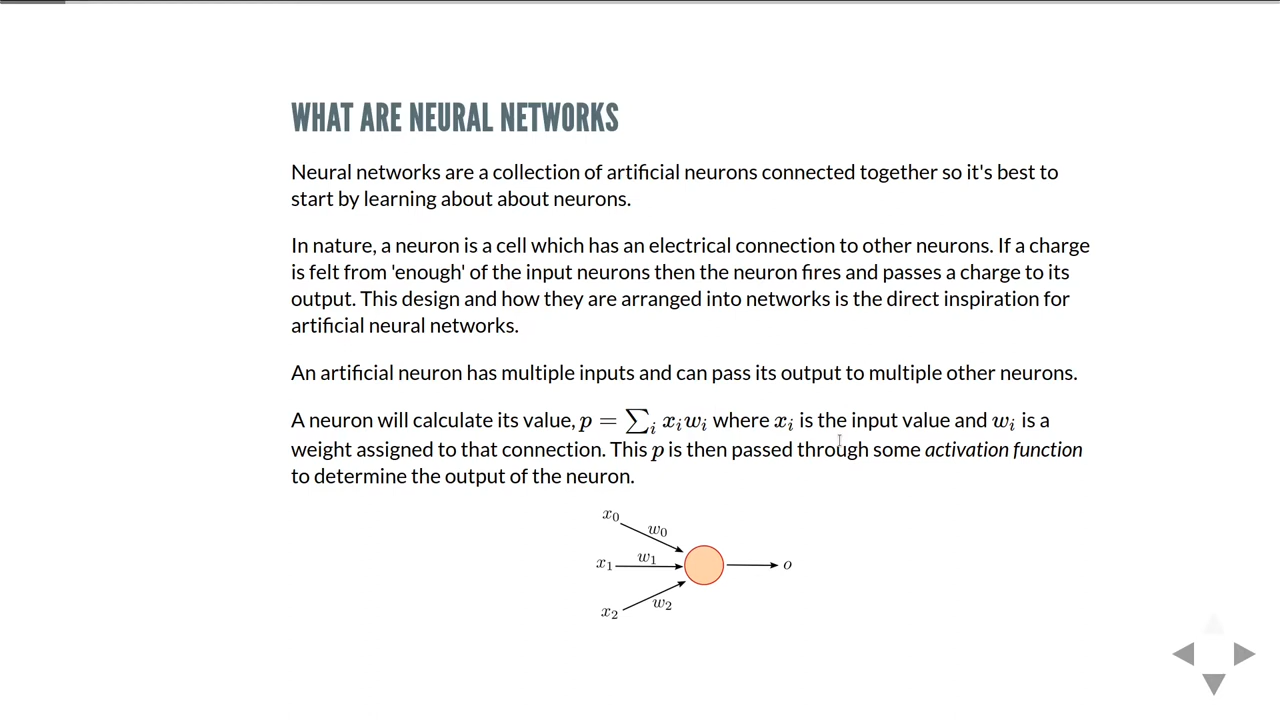 WHAT ARE NEURAL NETWORKS
Neural networks are a collection of artificial neurons connected together so it's best to
start by learning about about neurons.
In nature, a neuron is a cell which has an electrical connection to other neurons. If a charge
is felt from 'enough' of the input neurons then the neuron fires and passes a charge to its
output. This design and how they are arranged into networks is the direct inspiration for
artificial neural networks.
An artificial neuron has multiple inputs and can pass its output to multiple other neurons.
A neuron will calculate its value, p = ∑ᵢ xᵢwᵢ where xᵢ is the input value and wᵢ is a
weight assigned to that connection. This p is then passed through some activation function
to determine the output of the neuron.
x₀
w₀
x₁
w₁
o
x₂
w₂